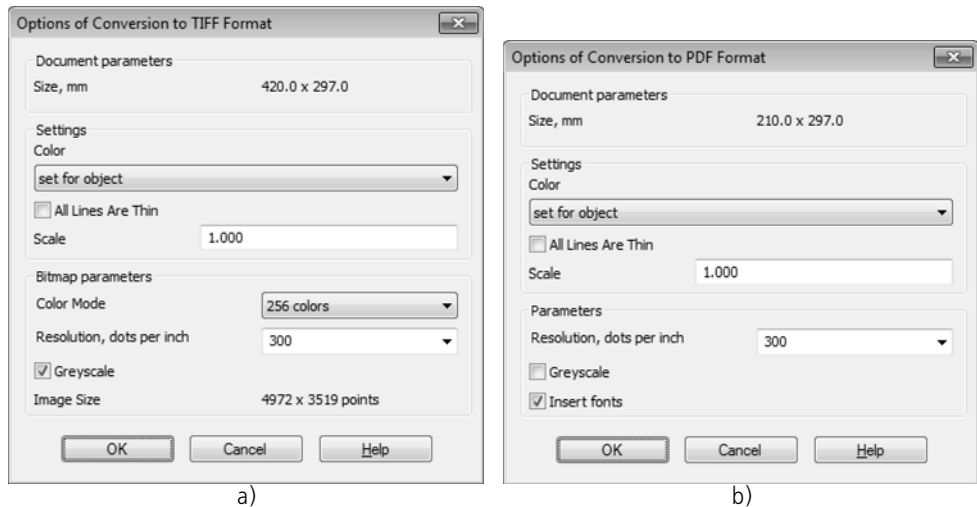 Options of Conversion to TIFF Format
Document parameters
Size, mm 420.0 x 297.0
Settings
Color
set for object
All Lines Are Thin
Scale 1.000
Bitmap parameters
Color Mode 256 colors
Resolution, dots per inch 300
Greyscale
Image Size 4972 x 3519 points
OK Cancel Help
a)
Options of Conversion to PDF Format
Document parameters
Size, mm 210.0 x 297.0
Settings
Color
set for object
All Lines Are Thin
Scale 1.000
Parameters
Resolution, dots per inch 300
Greyscale
Insert fonts
OK Cancel Help
b)